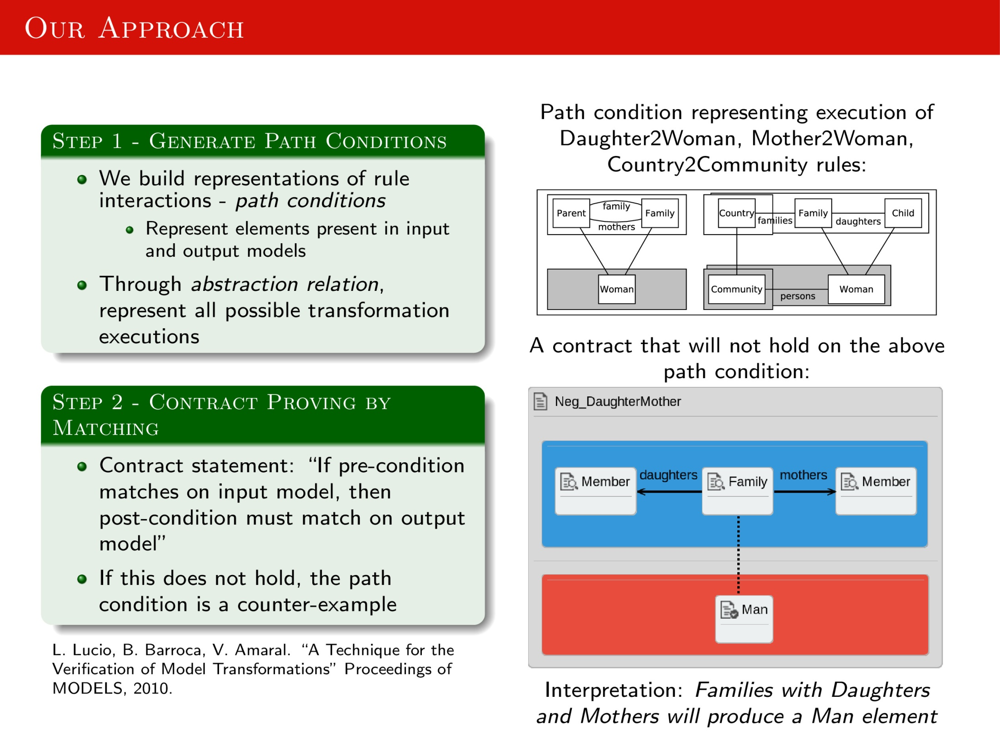 Our Approach
Step 1 - Generate Path Conditions
We build representations of rule
interactions - path conditions
Represent elements present in input
and output models
Through abstraction relation,
represent all possible transformation
executions
Step 2 - Contract Proving by
Matching
Contract statement: “If pre-condition
matches on input model, then
post-condition must match on output
model”
If this does not hold, the path
condition is a counter-example
L. Lucio, B. Barroca, V. Amaral. “A Technique for the
Verification of Model Transformations” Proceedings of
MODELS, 2010.
Path condition representing execution of
Daughter2Woman, Mother2Woman,
Country2Community rules:
Parent family Family Country Family Child
mothers families daughters
Woman Community Woman
persons
A contract that will not hold on the above
path condition:
Neg_DaughterMother
daughters mothers
Member Family Member
Man
Interpretation: Families with Daughters
and Mothers will produce a Man element